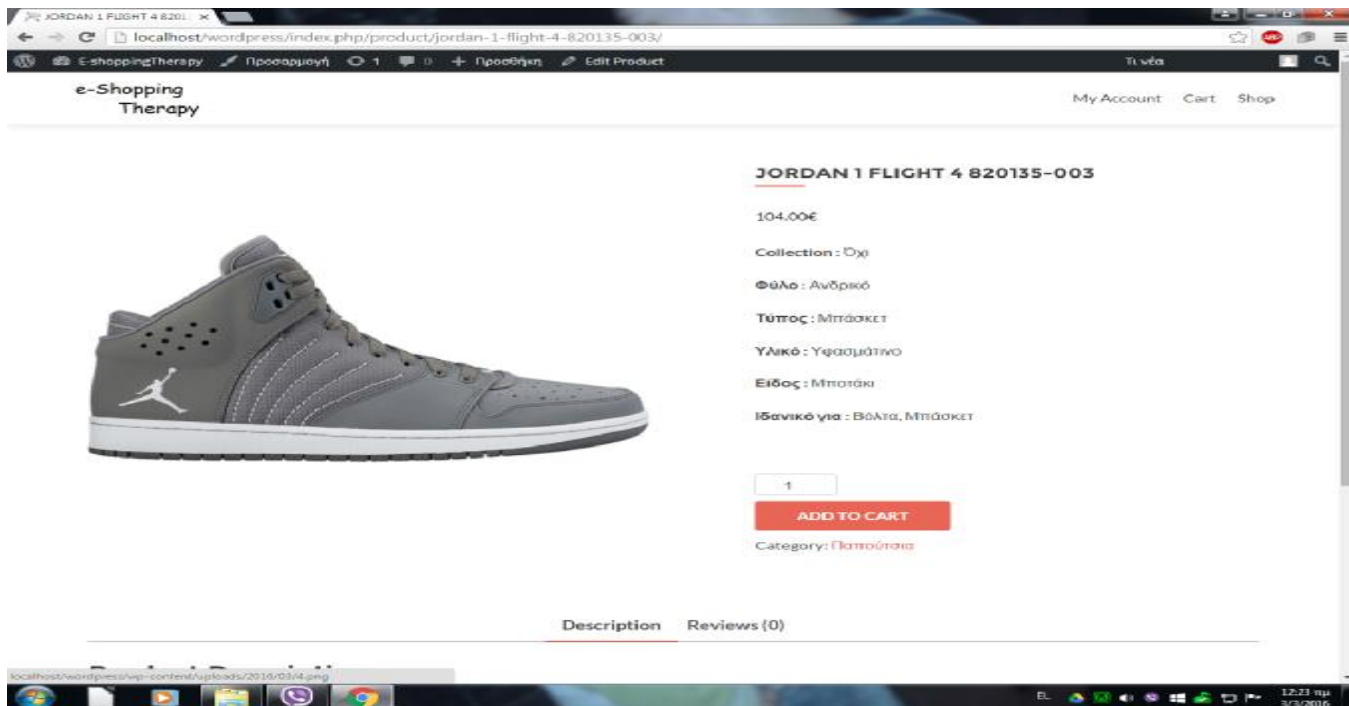 JORDAN 1 FLIGHT 4 8201
localhost/wordpress/index.php/product/jordan-1-flight-4-820135-003/
E-shoppingTherapy Προσαρμογή 1 0 + Προσθήκη Edit Product Τι νέα
e-Shopping
Therapy
My Account Cart Shop
JORDAN 1 FLIGHT 4 820135-003
104.00€
Collection : Όχι
Φύλο : Ανδρικό
Τύπος : Μπάσκετ
Υλικό : Υφασμάτινο
Είδος : Μποτάκι
Ιδανικό για : Βόλτα, Μπάσκετ
1
ADD TO CART
Category: Παπούτσια
Description Reviews (0)
localhost/wordpress/wp-content/uploads/2016/03/4.png
EL 12:23 πμ
3/3/2016